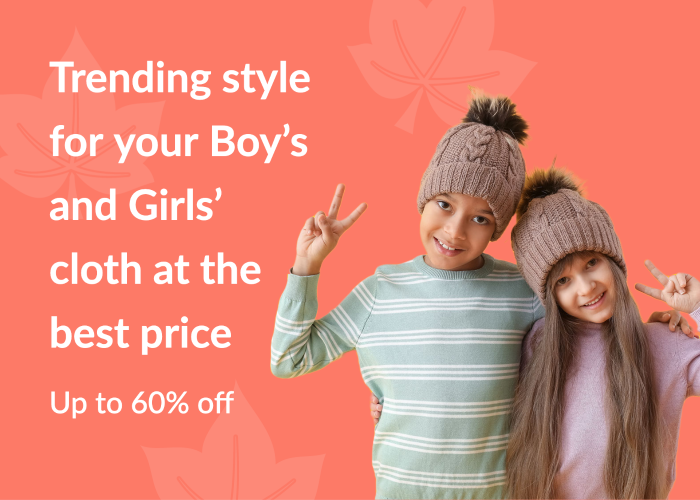 Trending style
for your Boy’s
and Girls’
cloth at the
best price
Up to 60% off